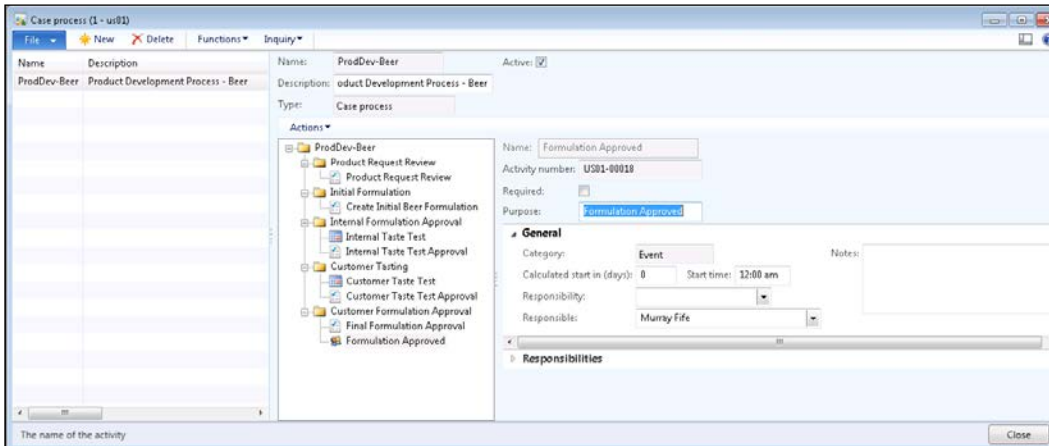 Case process (1 - us01)
File New Delete Functions Inquiry
Name Description
ProdDev-Beer Product Development Process - Beer
Name: ProdDev-Beer Active:
Description: oduct Development Process - Beer
Type: Case process
Actions
ProdDev-Beer
Product Request Review
Product Request Review
Initial Formulation
Create Initial Beer Formulation
Internal Formulation Approval
Internal Taste Test
Internal Taste Test Approval
Customer Tasting
Customer Taste Test
Customer Taste Test Approval
Customer Formulation Approval
Final Formulation Approval
Formulation Approved
Name: Formulation Approved
Activity number: US01-00018
Required:
Purpose: Formulation Approved
General
Category: Event Notes:
Calculated start in (days): 0 Start time: 12:00 am
Responsibility:
Responsible: Murray Fife
Responsibilities
The name of the activity
Close